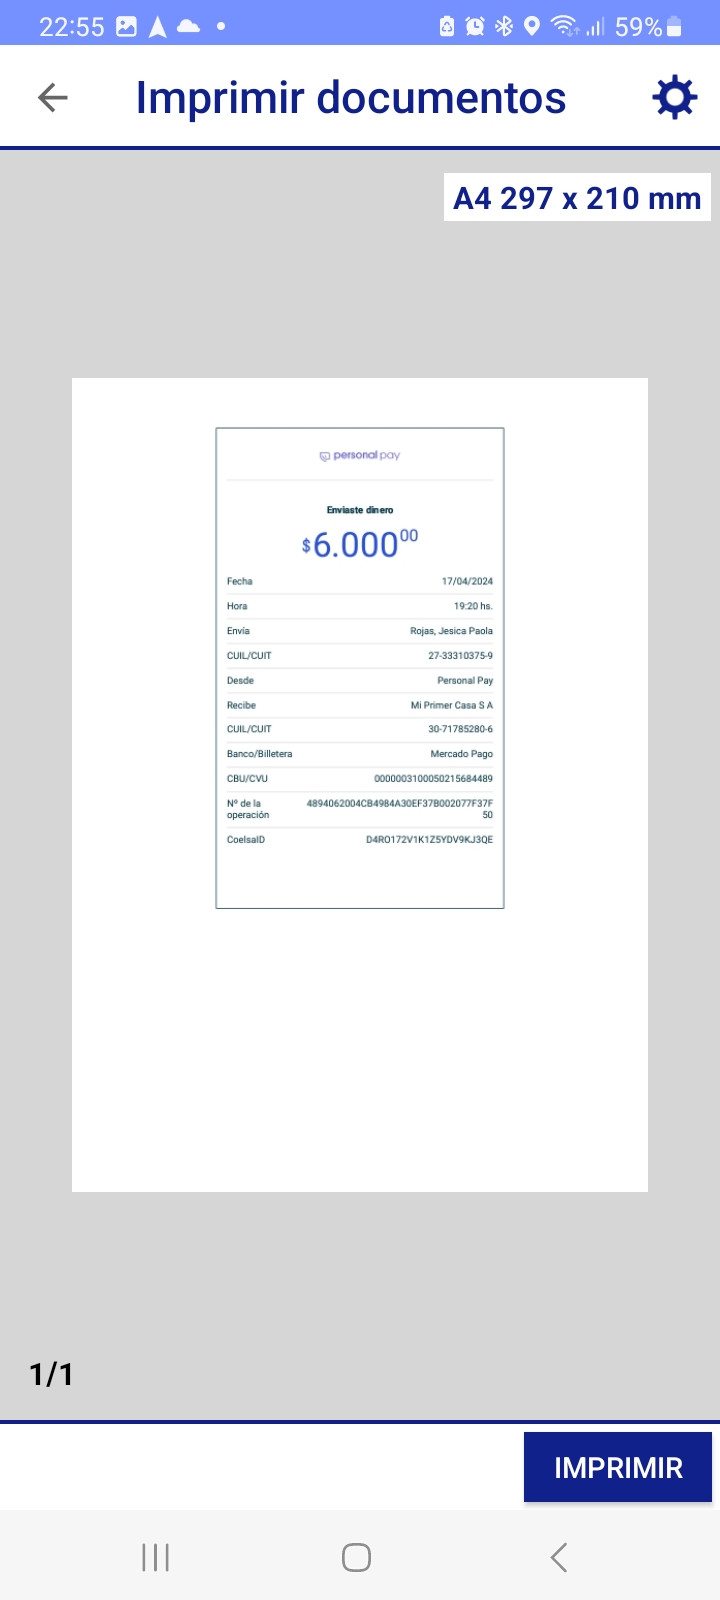 22:55
59%
Imprimir documentos
A4 297 x 210 mm
personal pay
Enviaste dinero
$6.00000
Fecha 17/04/2024
Hora 19:20 hs.
Envía Rojas, Jesica Paola
CUIL/CUIT 27-33310375-9
Desde Personal Pay
Recibe Mi Primer Casa S A
CUIL/CUIT 30-71785280-6
Banco/Billetera Mercado Pago
CBU/CVU 0000003100050215684489
Nº de la 4894062004CB4984A30EF37B002077F37F
operación 50
CoelsaID D4RO172V1K1Z5YDV9KJ3QE
1/1
IMPRIMIR